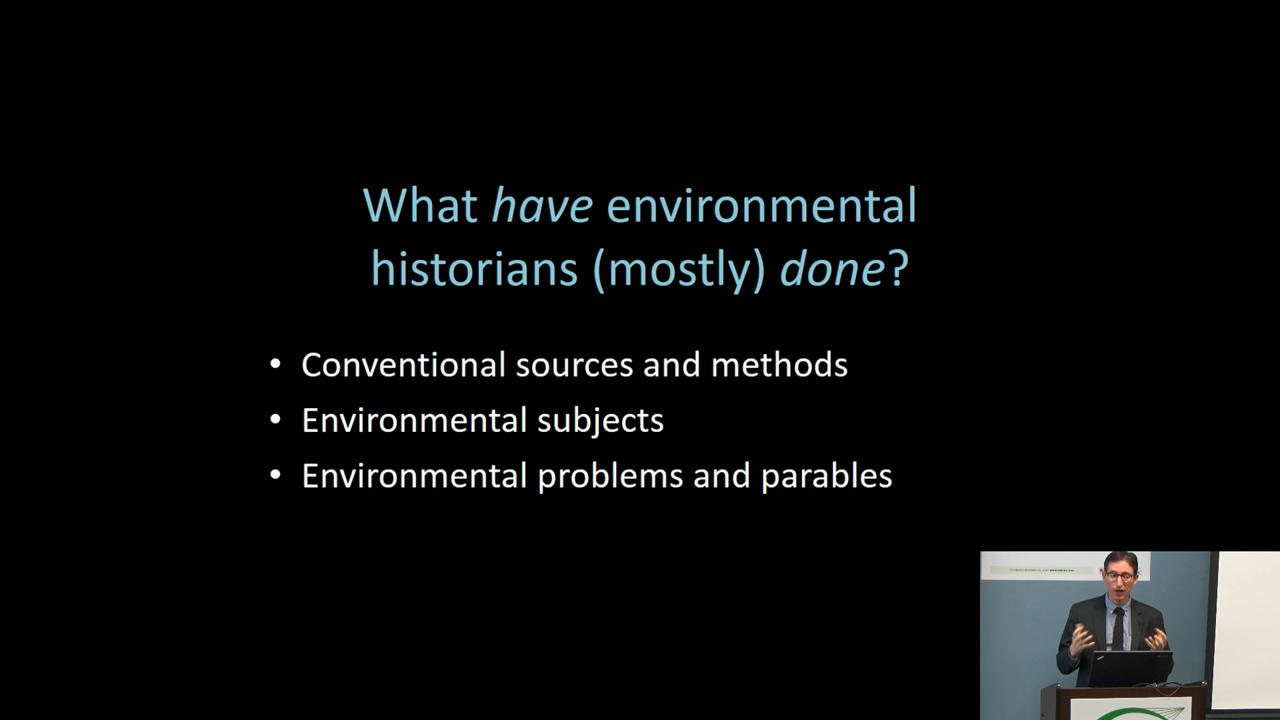 What have environmental
historians (mostly) done?
• Conventional sources and methods
• Environmental subjects
• Environmental problems and parables